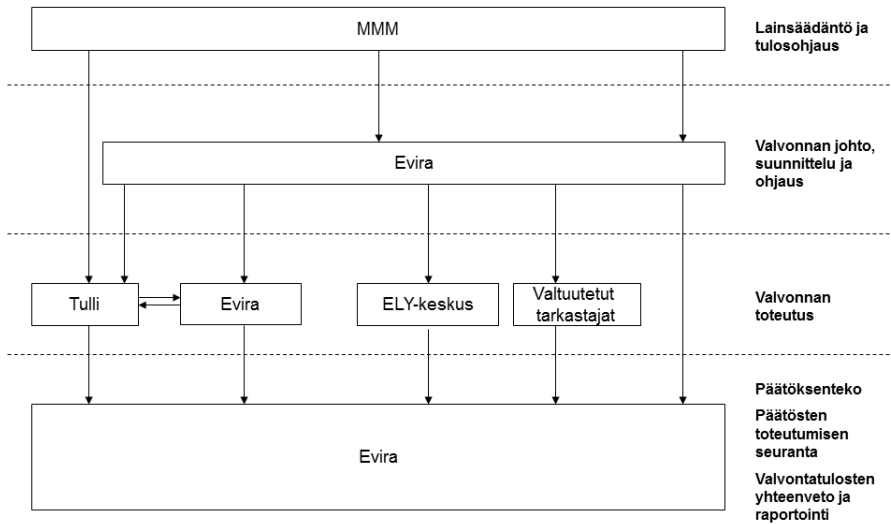 MMM
Lainsäädäntö ja
tulosohjaus
Evira
Valvonnan johto,
suunnittelu ja
ohjaus
Tulli
Evira
ELY-keskus
Valtuutetut
tarkastajat
Valvonnan
toteutus
Evira
Päätöksenteko
Päätösten
toteutumisen
seuranta
Valvontatulosten
yhteenveto ja
raportointi